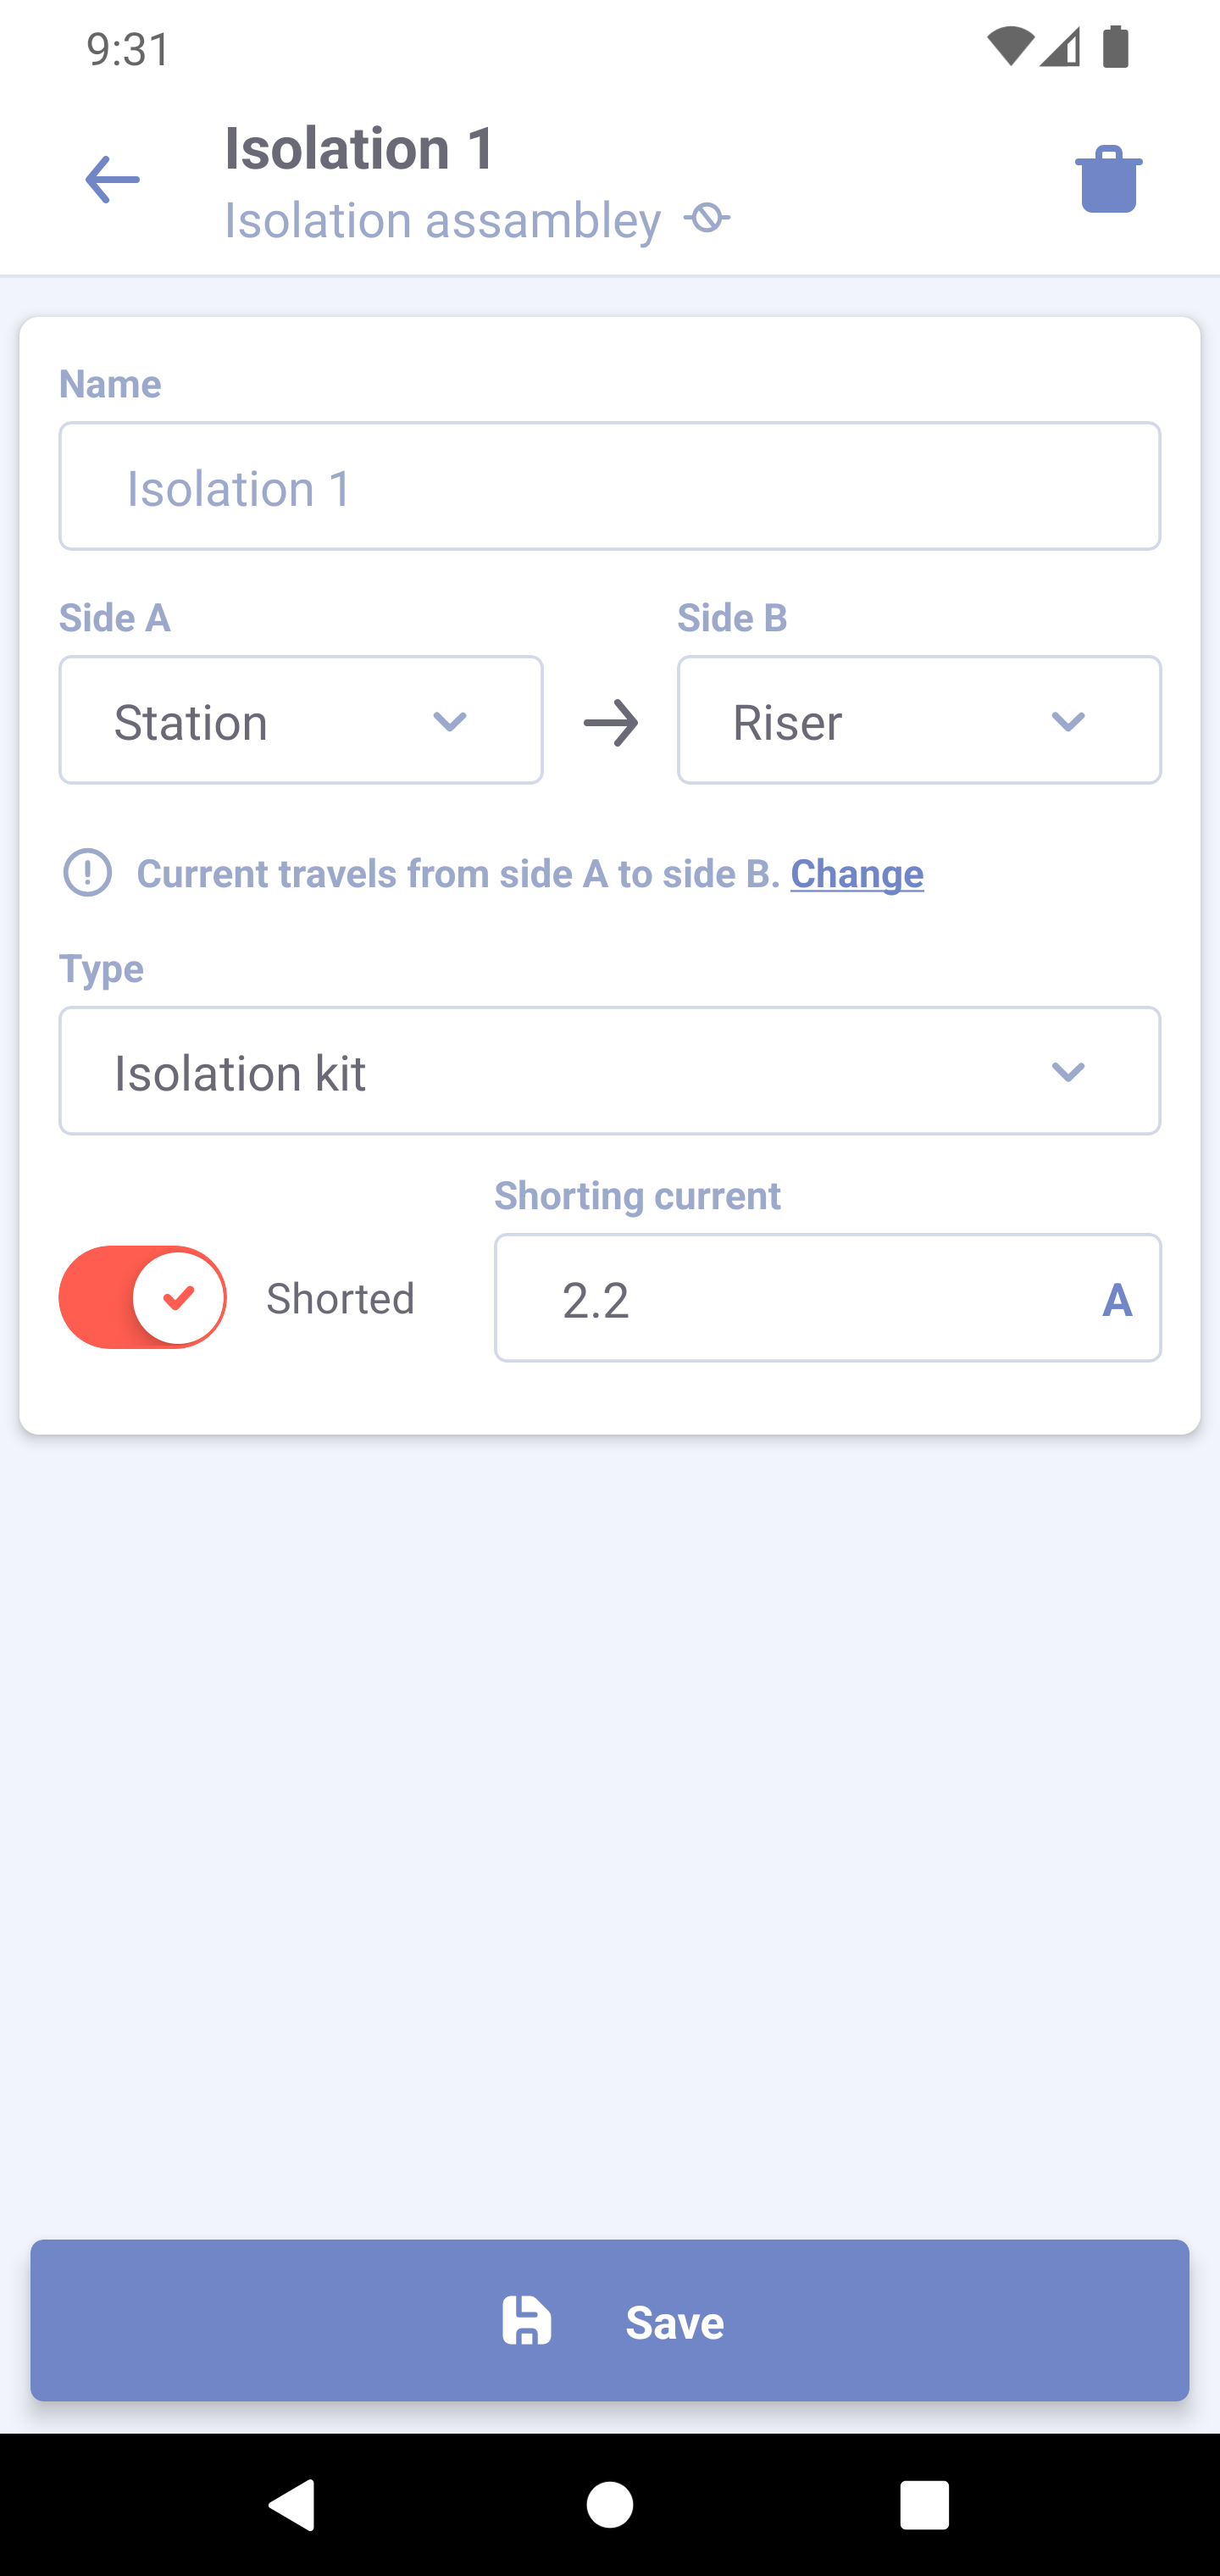 9:31
Isolation 1
Isolation assambley
Name
Isolation 1
Side A
Side B
Station
Riser
Current travels from side A to side B. Change
Type
Isolation kit
Shorting current
Shorted
2.2
A
Save